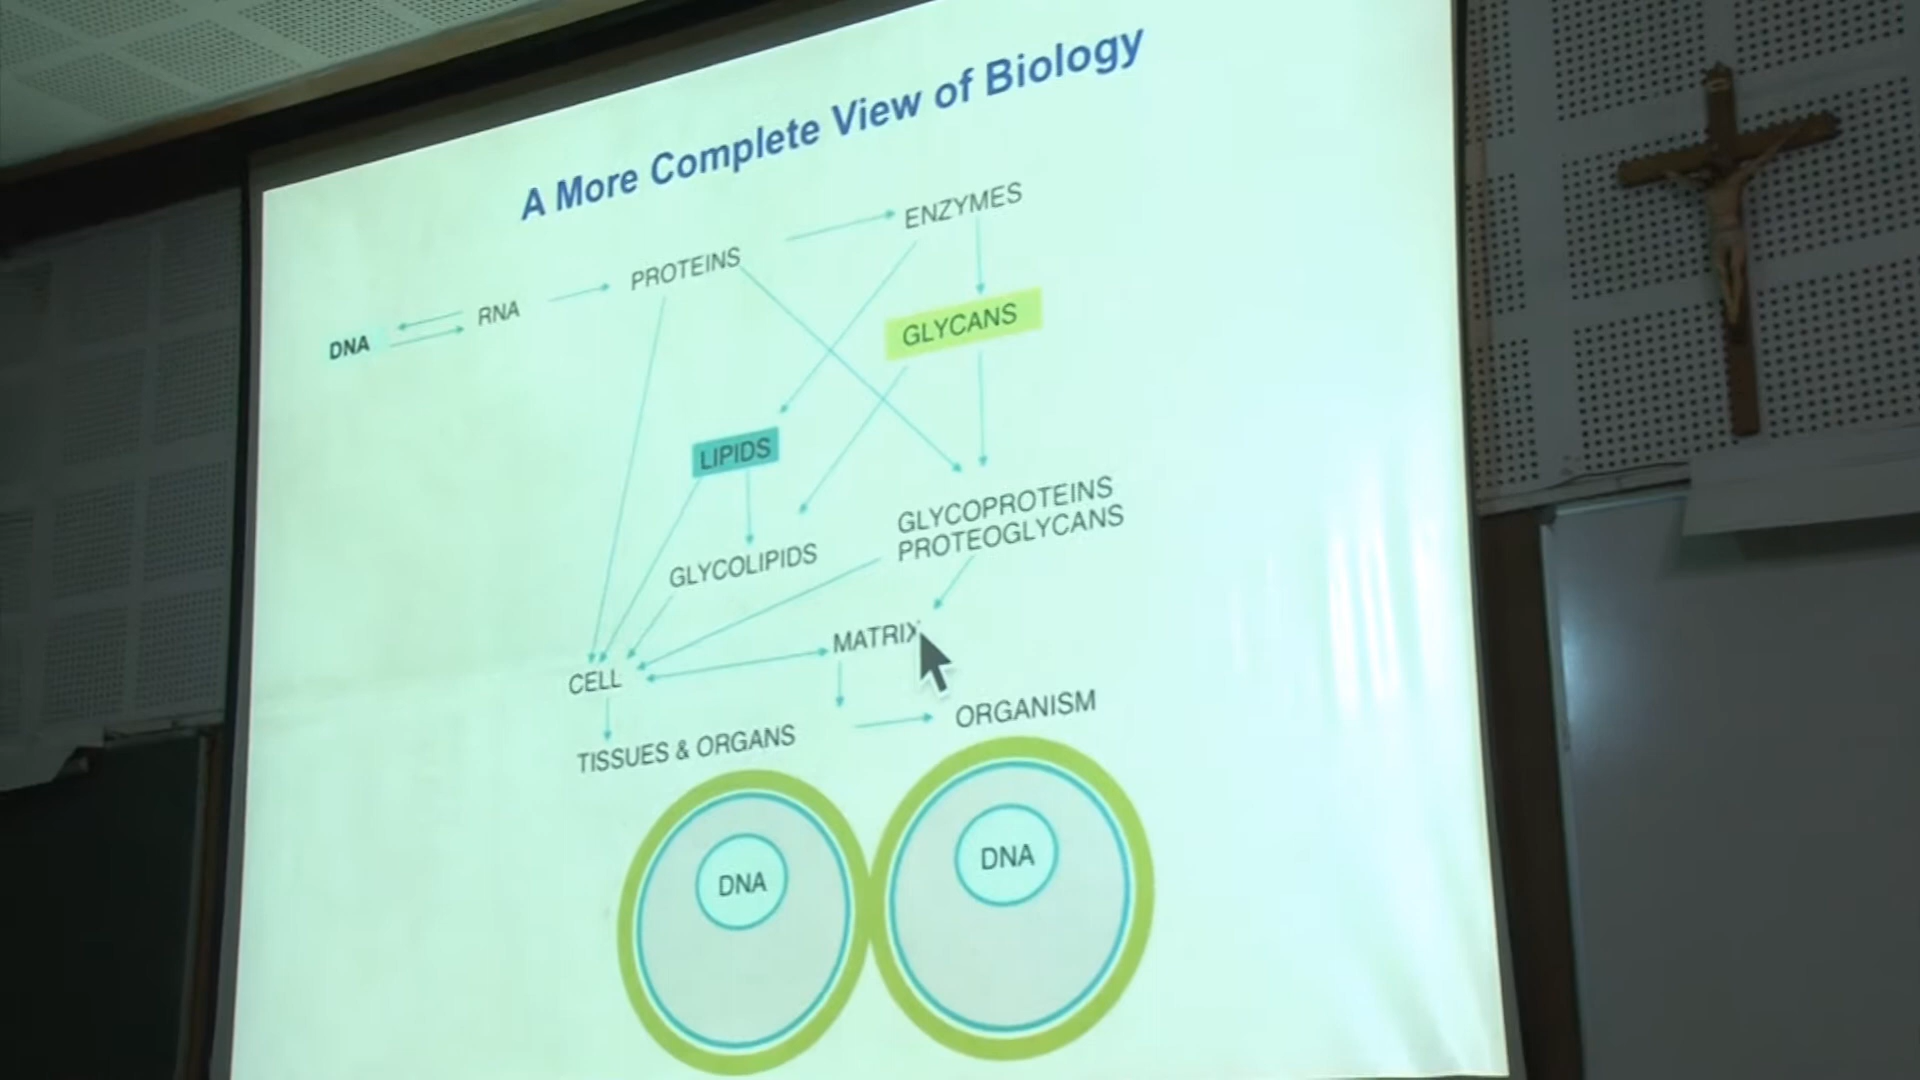 A More Complete View of Biology
ENZYMES
PROTEINS
RNA
DNA
GLYCANS
LIPIDS
GLYCOPROTEINS
PROTEOGLYCANS
GLYCOLIPIDS
MATRIX
CELL
ORGANISM
TISSUES & ORGANS
DNA
DNA